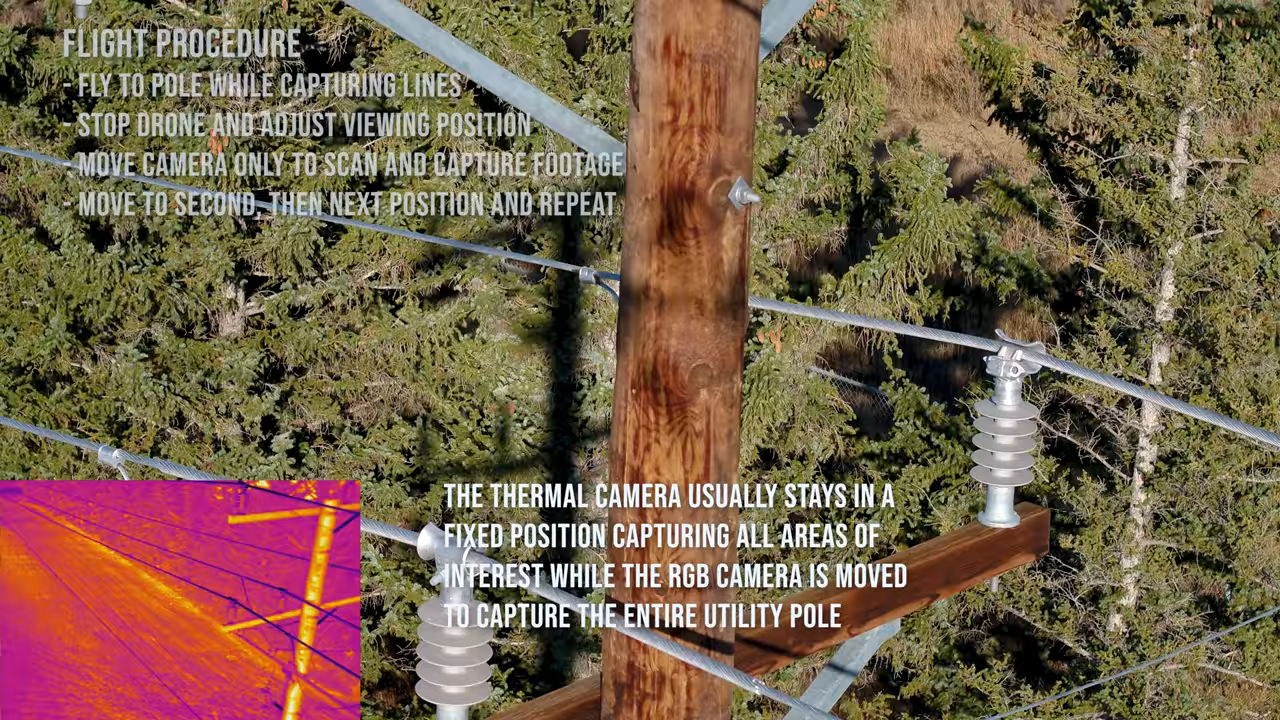 FLIGHT PROCEDURE
- FLY TO POLE WHILE CAPTURING LINES
- STOP DRONE AND ADJUST VIEWING POSITION
- MOVE CAMERA ONLY TO SCAN AND CAPTURE FOOTAGE
- MOVE TO SECOND, THEN NEXT POSITION AND REPEAT
THE THERMAL CAMERA USUALLY STAYS IN A
FIXED POSITION CAPTURING ALL AREAS OF
INTEREST WHILE THE RGB CAMERA IS MOVED
TO CAPTURE THE ENTIRE UTILITY POLE